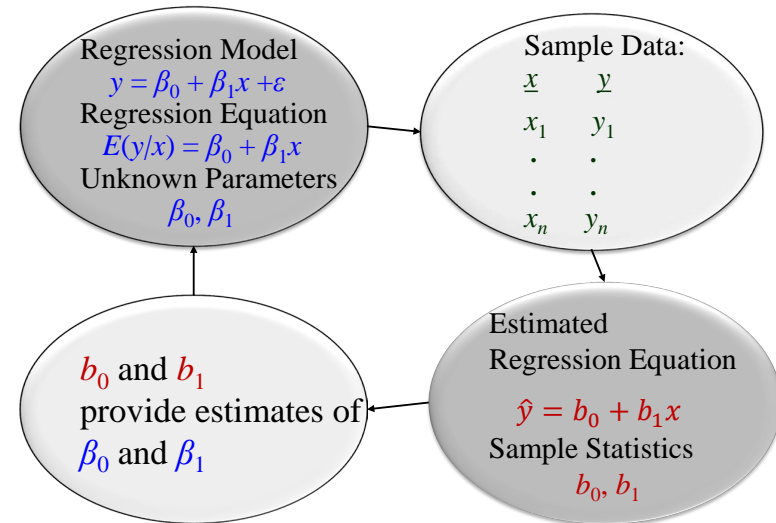 Regression Model
y = β₀ + β₁x +ε
Regression Equation
E(y/x) = β₀ + β₁x
Unknown Parameters
β₀, β₁
Sample Data:
x y
x₁ y₁
. .
. .
xₙ yₙ
Estimated
Regression Equation
ŷ = b₀ + b₁x
Sample Statistics
b₀, b₁
b₀ and b₁
provide estimates of
β₀ and β₁